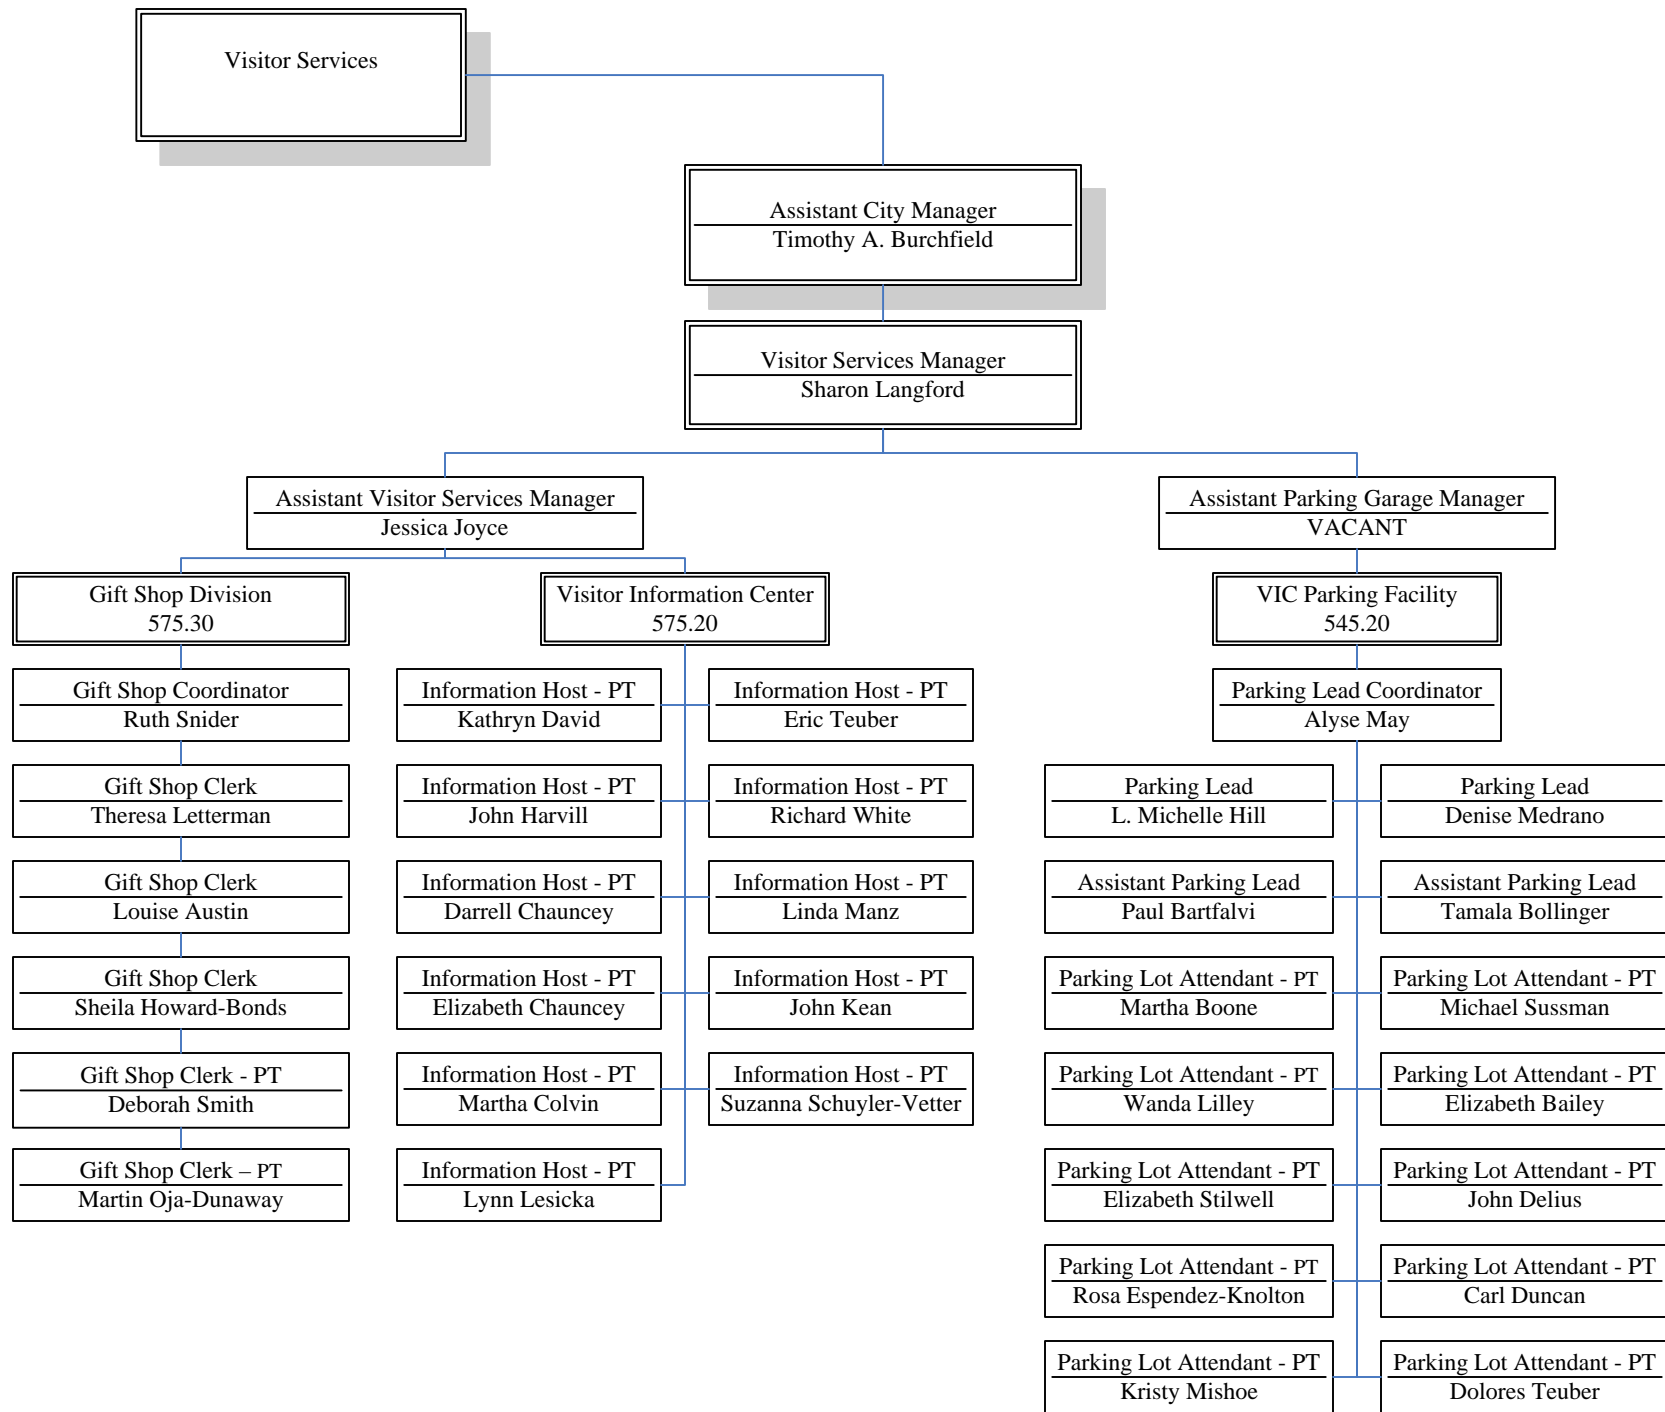 Visitor Services
Assistant City Manager
Timothy A. Burchfield
Visitor Services Manager
Sharon Langford
Assistant Visitor Services Manager
Jessica Joyce
Assistant Parking Garage Manager
VACANT
Gift Shop Division
575.30
Visitor Information Center
575.20
VIC Parking Facility
545.20
Gift Shop Coordinator
Ruth Snider
Gift Shop Clerk
Theresa Letterman
Gift Shop Clerk
Louise Austin
Gift Shop Clerk
Sheila Howard-Bonds
Gift Shop Clerk - PT
Deborah Smith
Gift Shop Clerk – PT
Martin Oja-Dunaway
Information Host - PT
Kathryn David
Information Host - PT
Eric Teuber
Information Host - PT
John Harvill
Information Host - PT
Richard White
Information Host - PT
Darrell Chauncey
Information Host - PT
Linda Manz
Information Host - PT
Elizabeth Chauncey
Information Host - PT
John Kean
Information Host - PT
Martha Colvin
Information Host - PT
Suzanna Schuyler-Vetter
Information Host - PT
Lynn Lesicka
Parking Lead Coordinator
Alyse May
Parking Lead
L. Michelle Hill
Parking Lead
Denise Medrano
Assistant Parking Lead
Paul Bartfalvi
Assistant Parking Lead
Tamala Bollinger
Parking Lot Attendant - PT
Martha Boone
Parking Lot Attendant - PT
Michael Sussman
Parking Lot Attendant - PT
Wanda Lilley
Parking Lot Attendant - PT
Elizabeth Bailey
Parking Lot Attendant - PT
Elizabeth Stilwell
Parking Lot Attendant - PT
John Delius
Parking Lot Attendant - PT
Rosa Espendez-Knolton
Parking Lot Attendant - PT
Carl Duncan
Parking Lot Attendant - PT
Kristy Mishoe
Parking Lot Attendant - PT
Dolores Teuber